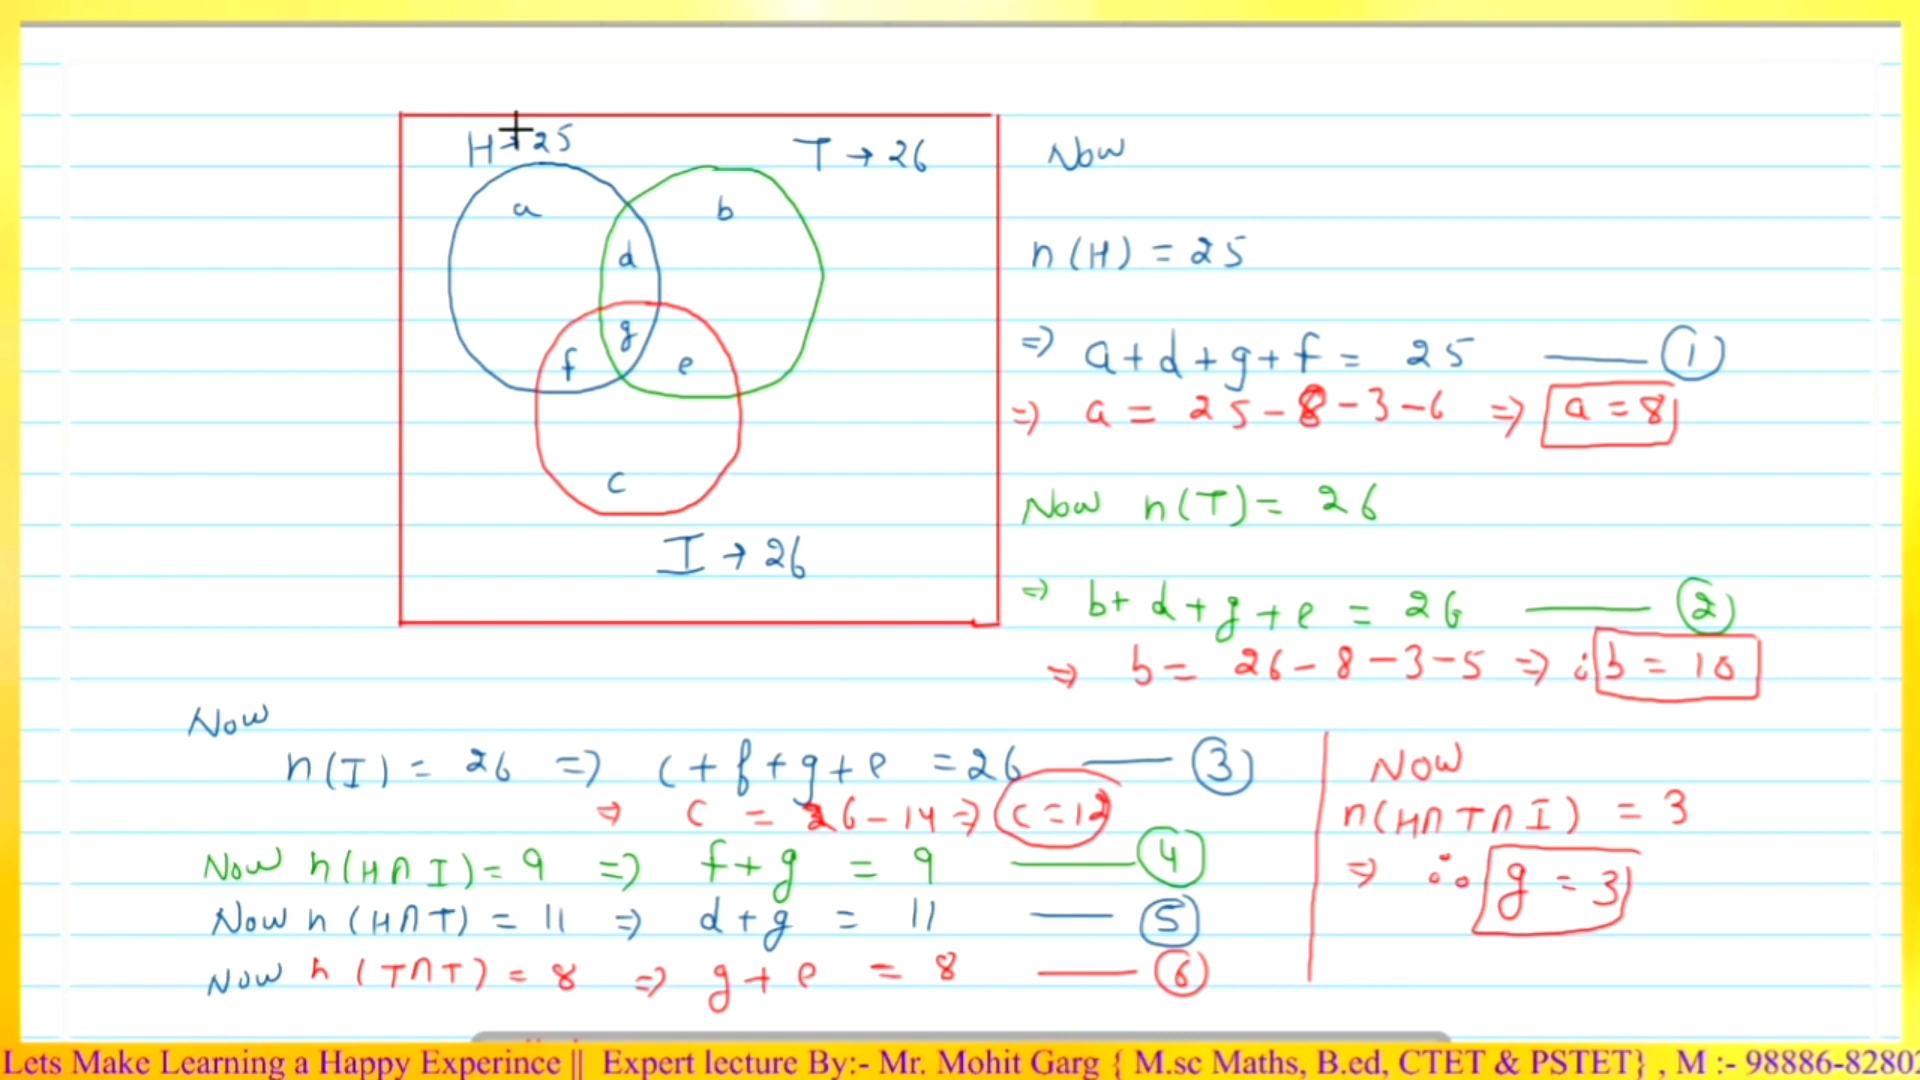 H→25
T→26
a
b
d
g
f
e
c
I→26
Now
n(H) = 25
⇒ a+d+g+f = 25 —— ①
⇒ a = 25-8-3-6 ⇒ a = 8
Now n(T) = 26
⇒ b+d+g+e = 26 —— ②
⇒ b = 26-8-3-5 ⇒ b = 10
Now
n(I) = 26 ⇒ c+f+g+e = 26 —— ③
⇒ c = 26-14 ⇒ c=12
Now n(H∩I) = 9 ⇒ f+g = 9 —— ④
Now n(H∩T) = 11 ⇒ d+g = 11 —— ⑤
Now n(T∩T) = 8 ⇒ g+e = 8 —— ⑥
Now
n(H∩T∩I) = 3
⇒ ∴ g = 3
Lets Make Learning a Happy Experince || Expert lecture By:- Mr. Mohit Garg { M.sc Maths, B.ed, CTET & PSTET} , M :- 98886-8280